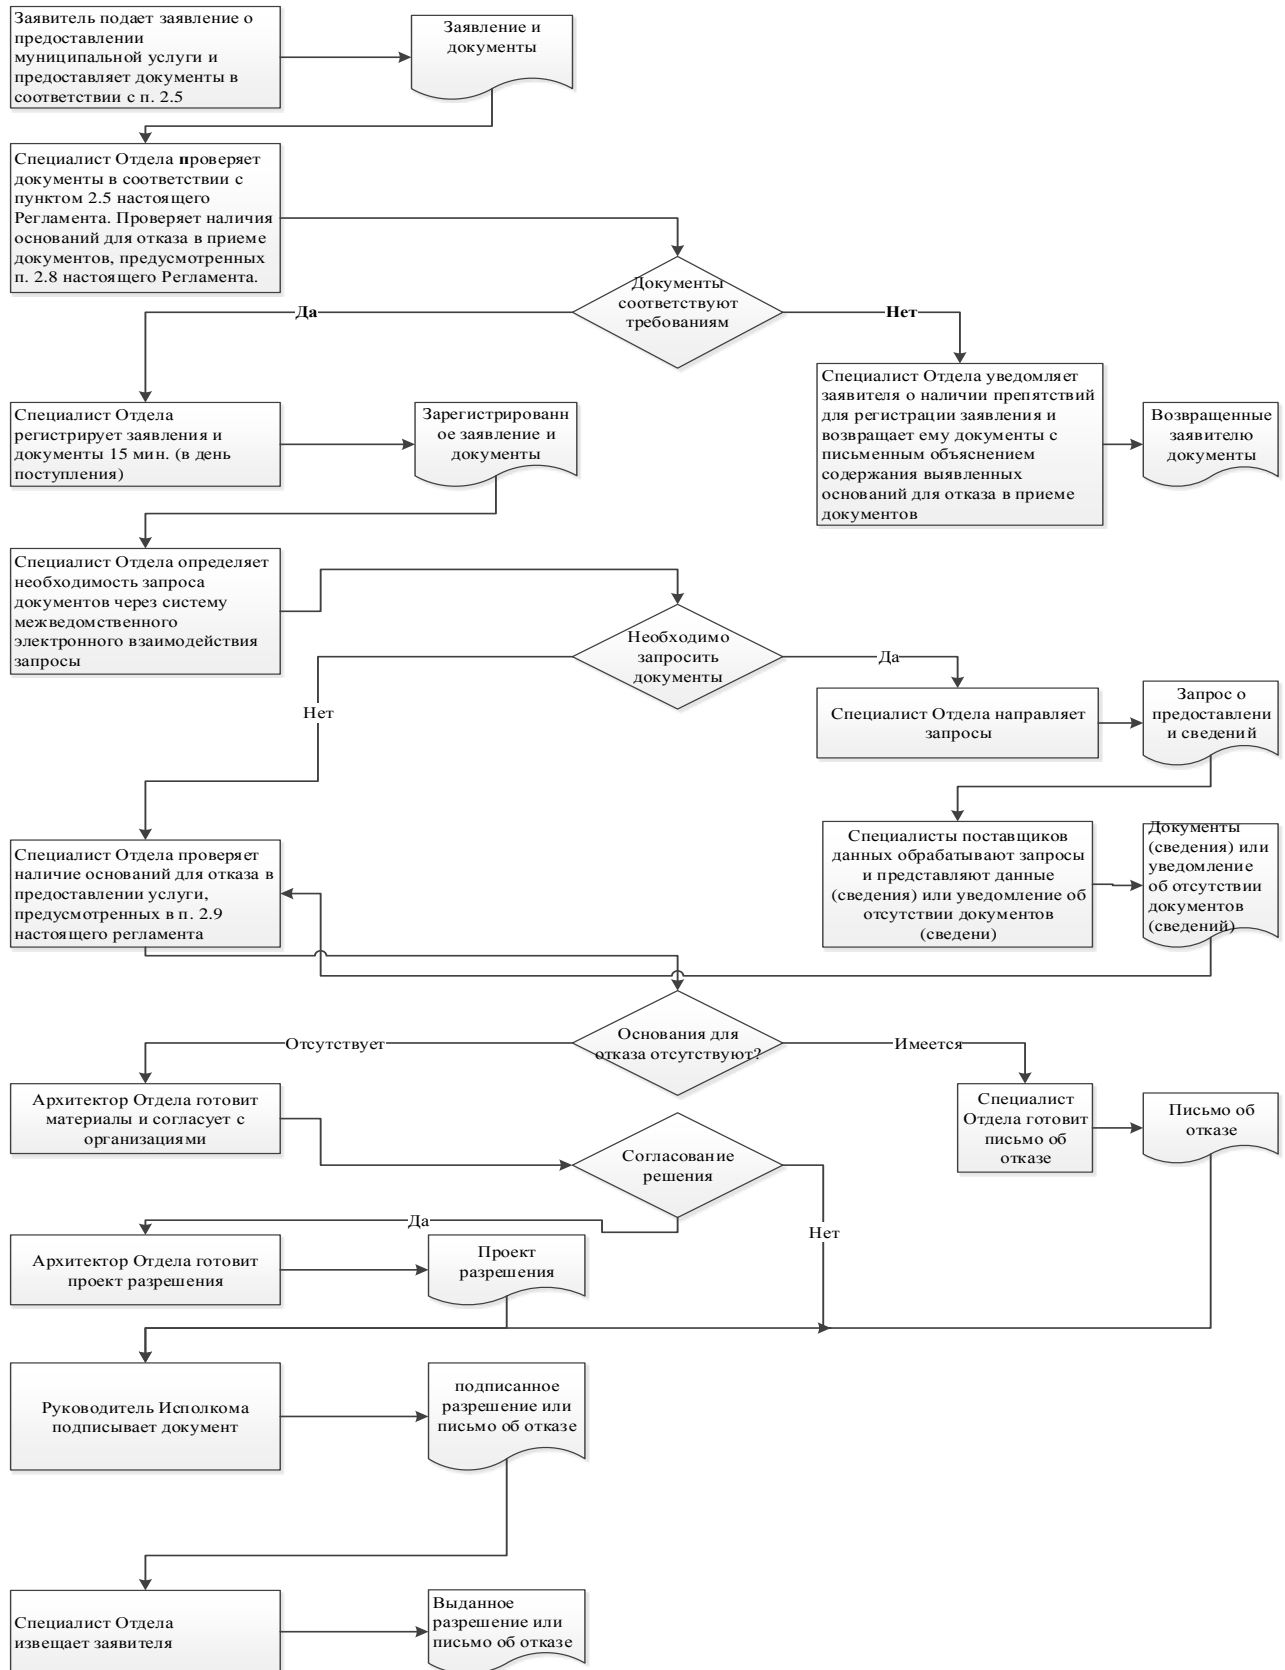 Заявитель подает заявление о
предоставлении
муниципальной услуги и
предоставляет документы в
соответствии с п. 2.5
Заявление и
документы
Специалист Отдела проверяет
документы в соответствии с
пунктом 2.5 настоящего
Регламента. Проверяет наличия
оснований для отказа в приеме
документов, предусмотренных
п. 2.8 настоящего Регламента.
Документы
соответствуют
требованиям
Да
Нет
Специалист Отдела
регистрирует заявления и
документы 15 мин. (в день
поступления)
Зарегистрированн
ое заявление и
документы
Специалист Отдела уведомляет
заявителя о наличии препятствий
для регистрации заявления и
возвращает ему документы с
письменным объяснением
содержания выявленных
оснований для отказа в приеме
документов
Возвращенные
заявителю
документы
Специалист Отдела определяет
необходимость запроса
документов через систему
межведомственного
электронного взаимодействия
запросы
Необходимо
запросить
документы
Да
Нет
Специалист Отдела направляет
запросы
Запрос о
предоставлени
и сведений
Специалист Отдела проверяет
наличие оснований для отказа в
предоставлении услуги,
предусмотренных в п. 2.9
настоящего регламента
Специалисты поставщиков
данных обрабатывают запросы
и представляют данные
(сведения) или уведомление об
отсутствии документов
(сведени)
Документы
(сведения) или
уведомление
об отсутствии
документов
(сведений)
Основания для
отказа отсутствуют?
Отсутствует
Имеется
Архитектор Отдела готовит
материалы и согласует с
организациями
Согласование
решения
Специалист
Отдела готовит
письмо об
отказе
Письмо об
отказе
Да
Нет
Архитектор Отдела готовит
проект разрешения
Проект
разрешения
Руководитель Исполкома
подписывает документ
подписанное
разрешение или
письмо об отказе
Специалист Отдела
извещает заявителя
Выданное
разрешение или
письмо об отказе